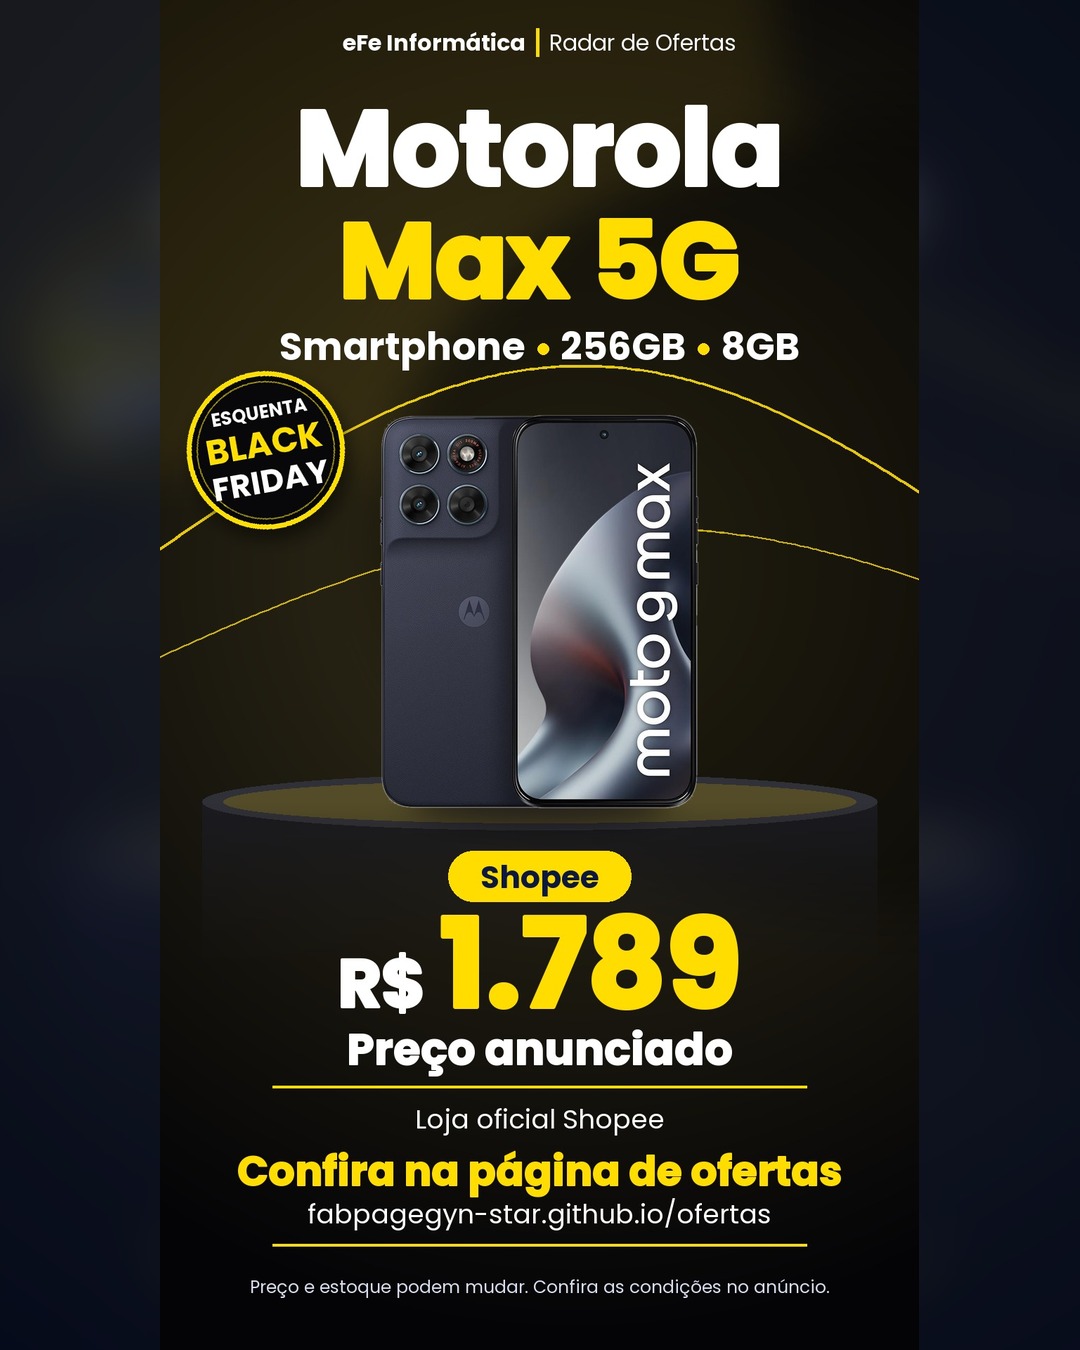 eFe Informática | Radar de Ofertas
Motorola
Max 5G
Smartphone • 256GB • 8GB
ESQUENTA
BLACK
FRIDAY
moto g max
Shopee
R$ 1.789
Preço anunciado
Loja oficial Shopee
Confira na página de ofertas
fabpagegyn-star.github.io/ofertas
Preço e estoque podem mudar. Confira as condições no anúncio.